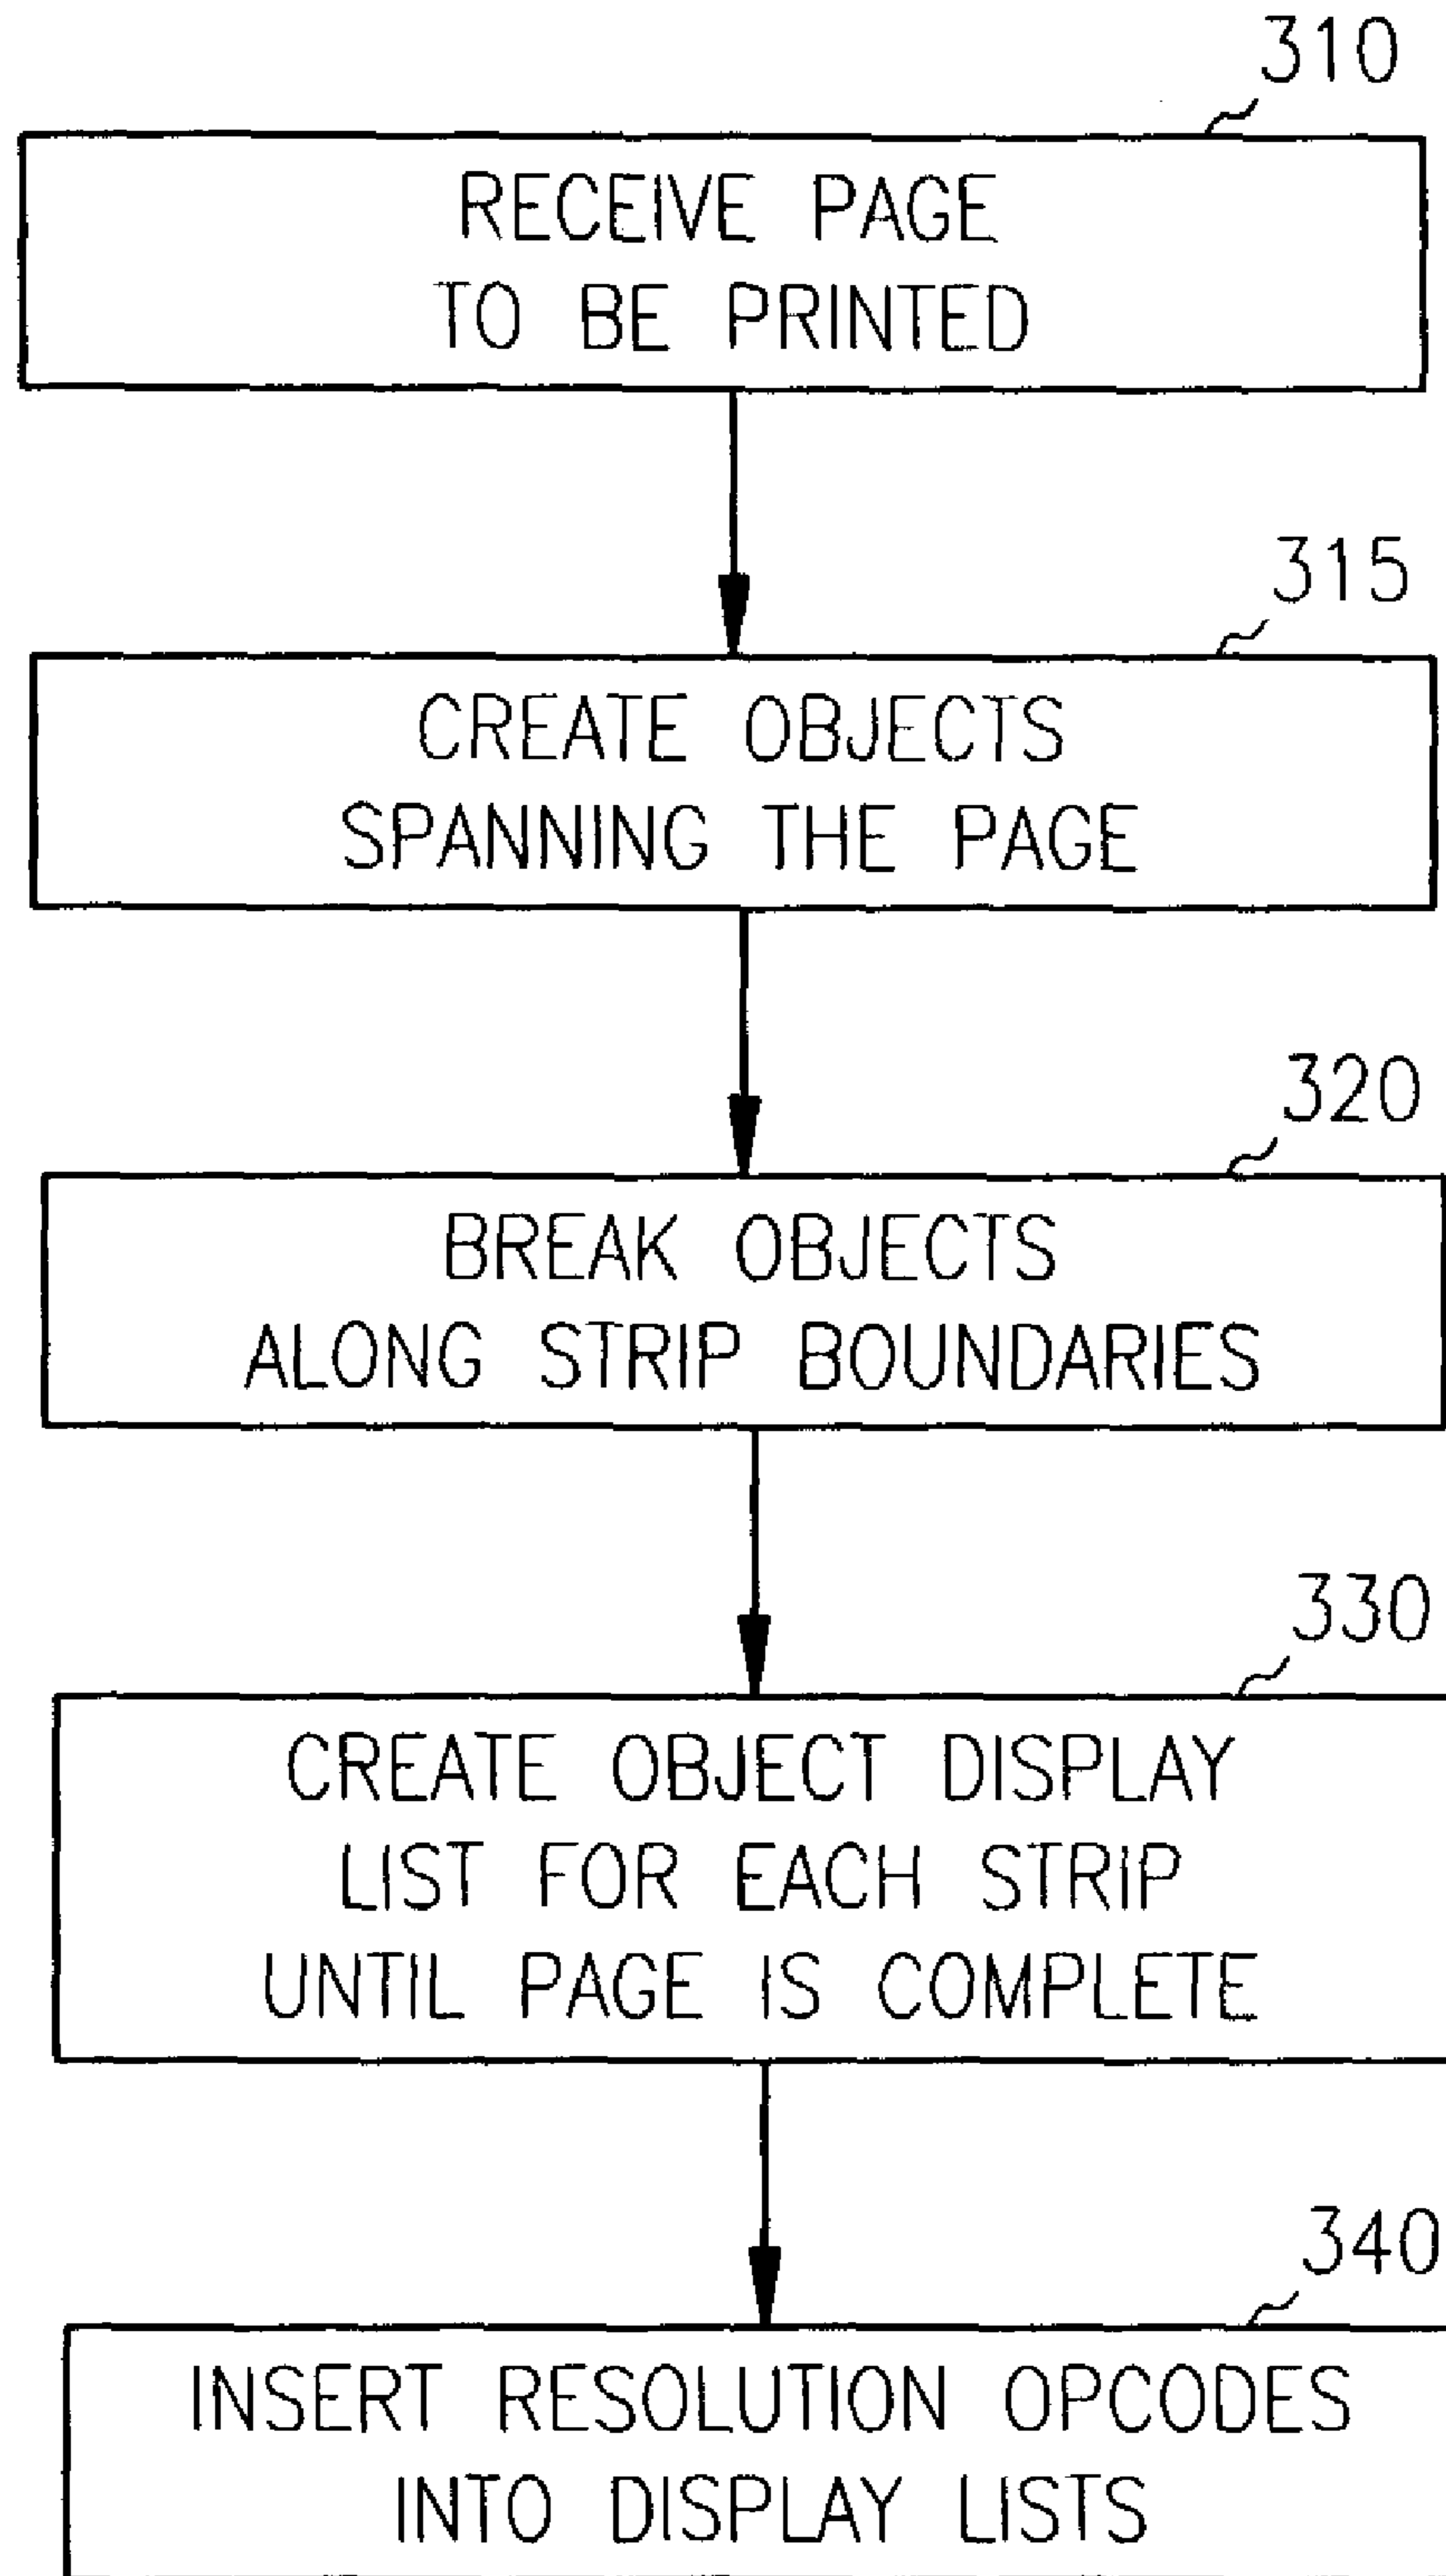 310
RECEIVE PAGE
TO BE PRINTED
315
CREATE OBJECTS
SPANNING THE PAGE
320
BREAK OBJECTS
ALONG STRIP BOUNDARIES
330
CREATE OBJECT DISPLAY
LIST FOR EACH STRIP
UNTIL PAGE IS COMPLETE
340
INSERT RESOLUTION OPCODES
INTO DISPLAY LISTS